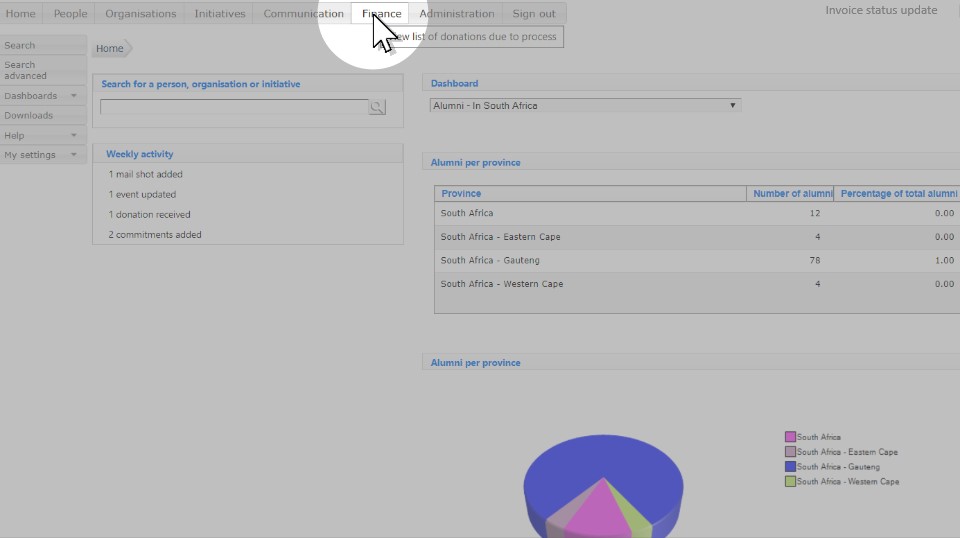 Home People Organisations Initiatives Communication Finance Administration Sign out
Invoice status update
list of donations due to process
Search
Search advanced
Dashboards
Downloads
Help
My settings
Home
Search for a person, organisation or initiative
Weekly activity
1 mail shot added
1 event updated
1 donation received
2 commitments added
Dashboard
Alumni - In South Africa
Alumni per province
Province Number of alumni Percentage of total alumni
South Africa 12 0.00
South Africa - Eastern Cape 4 0.00
South Africa - Gauteng 78 1.00
South Africa - Western Cape 4 0.00
Alumni per province
South Africa
South Africa - Eastern Cape
South Africa - Gauteng
South Africa - Western Cape